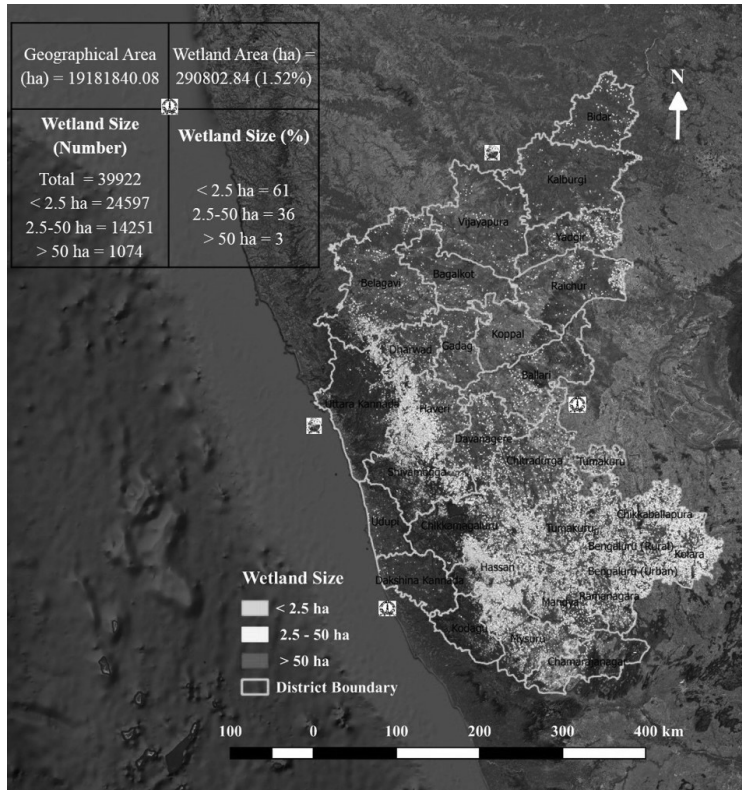 Geographical Area
(ha) = 19181840.08
Wetland Area (ha) =
290802.84 (1.52%)
Wetland Size
(Number)
Total = 39922
< 2.5 ha = 24597
2.5-50 ha = 14251
> 50 ha = 1074
Wetland Size (%)
< 2.5 ha = 61
2.5-50 ha = 36
> 50 ha = 3
N
Bidar
Kalburgi
Vijayapura
Yadgir
Bagalkot
Belagavi
Raichur
Koppal
Gadag
Dharwad
Ballari
Uttara Kannada
Haveri
Davanagere
Chitradurga
Tumakuru
Shivamogga
Chikkaballapura
Udupi
Chikkamagaluru
Tumakuru
Bengaluru (Rural)
Kolara
Hassan
Bengaluru (Urban)
Dakshina Kannada
Ramanagara
Mandya
Kodagu
Mysuru
Chamarajanagar
Wetland Size
< 2.5 ha
2.5 - 50 ha
> 50 ha
District Boundary
100 0 100 200 300 400 km